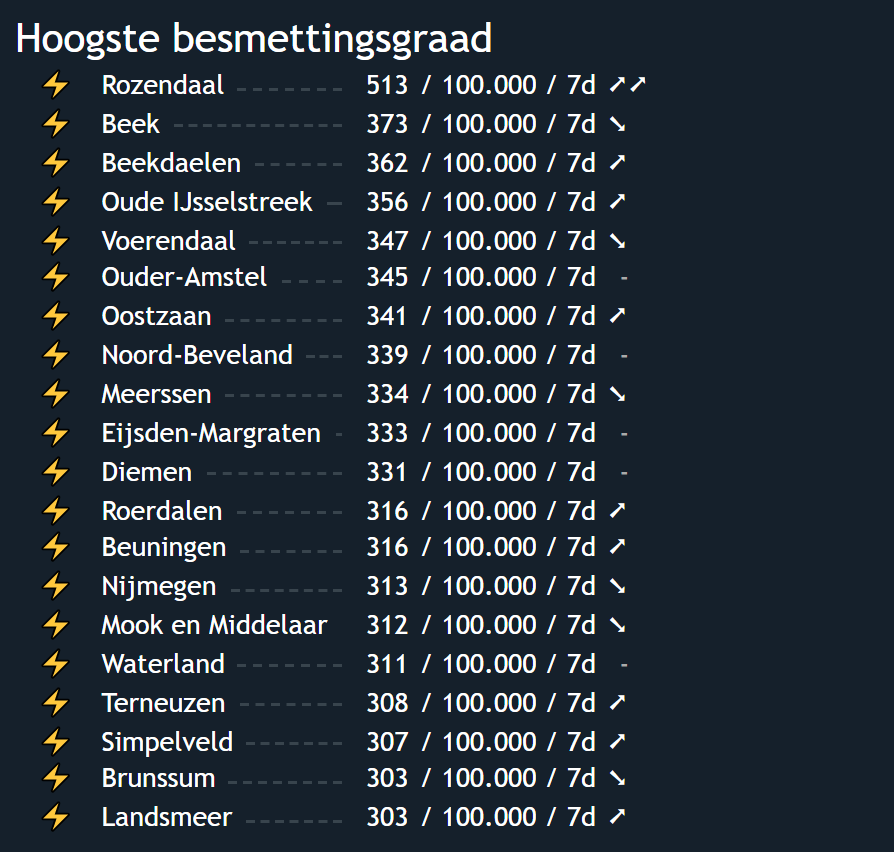 Hoogste besmettingsgraad
⚡ Rozendaal ------- 513 / 100.000 / 7d ➚➚
⚡ Beek ----------- 373 / 100.000 / 7d ➘
⚡ Beekdaelen ------ 362 / 100.000 / 7d ➚
⚡ Oude IJsselstreek - 356 / 100.000 / 7d ➚
⚡ Voerendaal ------ 347 / 100.000 / 7d ➘
⚡ Ouder-Amstel ---- 345 / 100.000 / 7d -
⚡ Oostzaan -------- 341 / 100.000 / 7d ➚
⚡ Noord-Beveland --- 339 / 100.000 / 7d -
⚡ Meerssen -------- 334 / 100.000 / 7d ➘
⚡ Eijsden-Margraten - 333 / 100.000 / 7d -
⚡ Diemen --------- 331 / 100.000 / 7d -
⚡ Roerdalen ------- 316 / 100.000 / 7d ➚
⚡ Beuningen ------- 316 / 100.000 / 7d ➚
⚡ Nijmegen -------- 313 / 100.000 / 7d ➘
⚡ Mook en Middelaar 312 / 100.000 / 7d ➘
⚡ Waterland ------- 311 / 100.000 / 7d -
⚡ Terneuzen ------- 308 / 100.000 / 7d ➚
⚡ Simpelveld ------ 307 / 100.000 / 7d ➚
⚡ Brunssum -------- 303 / 100.000 / 7d ➘
⚡ Landsmeer ------ 303 / 100.000 / 7d ➚